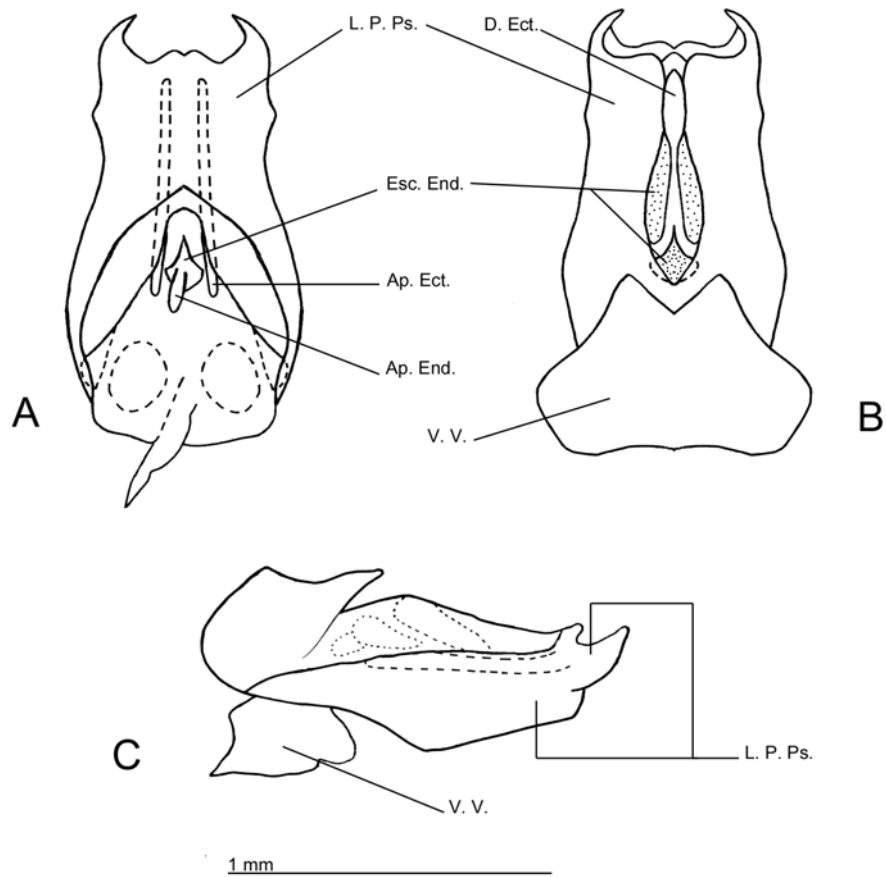 L. P. Ps.
D. Ect.
Esc. End.
Ap. Ect.
Ap. End.
A
B
V. V.
C
L. P. Ps.
V. V.
1 mm